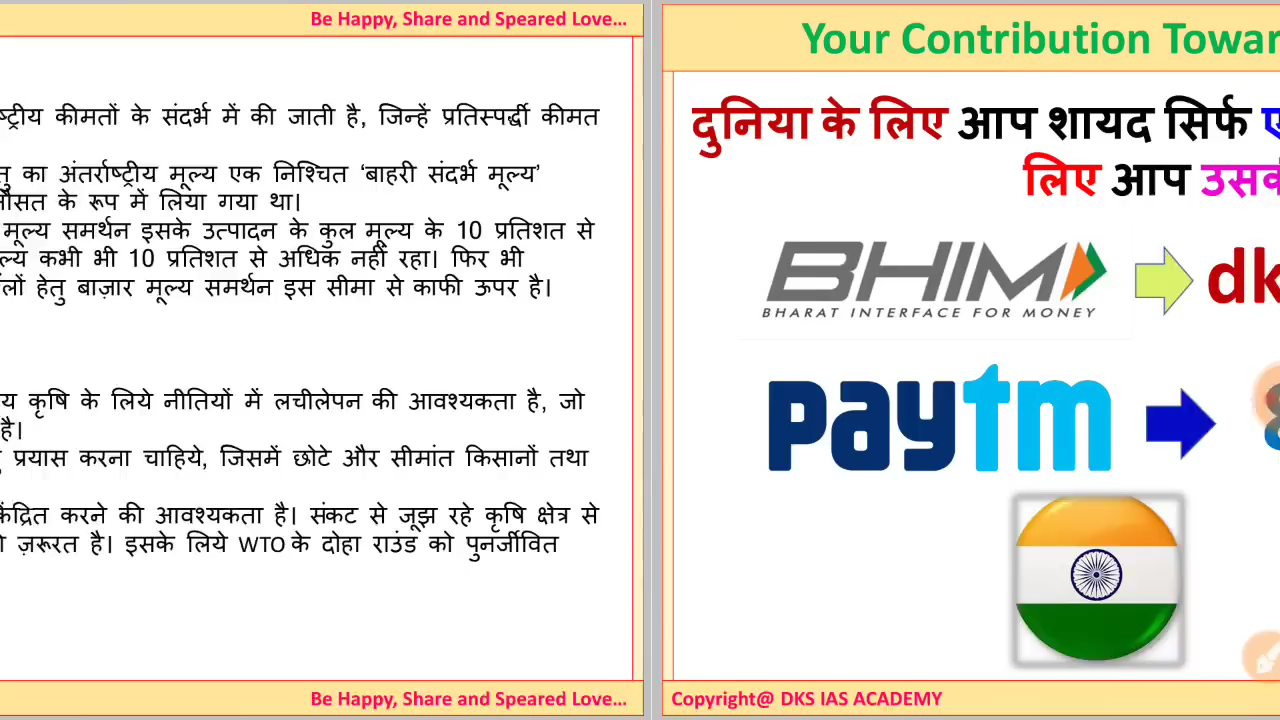 Be Happy, Share and Speared Love...
कीमतों के संदर्भ में की जाती है, जिन्हें प्रतिस्पर्द्धी कीमत
का अंतर्राष्ट्रीय मूल्य एक निश्चित ‘बाहरी संदर्भ मूल्य’
के रूप में लिया गया था।
मूल्य समर्थन इसके उत्पादन के कुल मूल्य के 10 प्रतिशत से
कभी भी 10 प्रतिशत से अधिक नहीं रहा। फिर भी
हेतु बाज़ार मूल्य समर्थन इस सीमा से काफी ऊपर है।
कृषि के लिये नीतियों में लचीलेपन की आवश्यकता है, जो
है।
प्रयास करना चाहिये, जिसमें छोटे और सीमांत किसानों तथा
केंद्रित करने की आवश्यकता है। संकट से जूझ रहे कृषि क्षेत्र से
ज़रूरत है। इसके लिये WTO के दोहा राउंड को पुनर्जीवित
Be Happy, Share and Speared Love...
Your Contribution
दुनिया के लिए आप शायद सिर्फ
लिए आप
BHIM
BHARAT INTERFACE FOR MONEY
paytm
Copyright@ DKS IAS ACADEMY